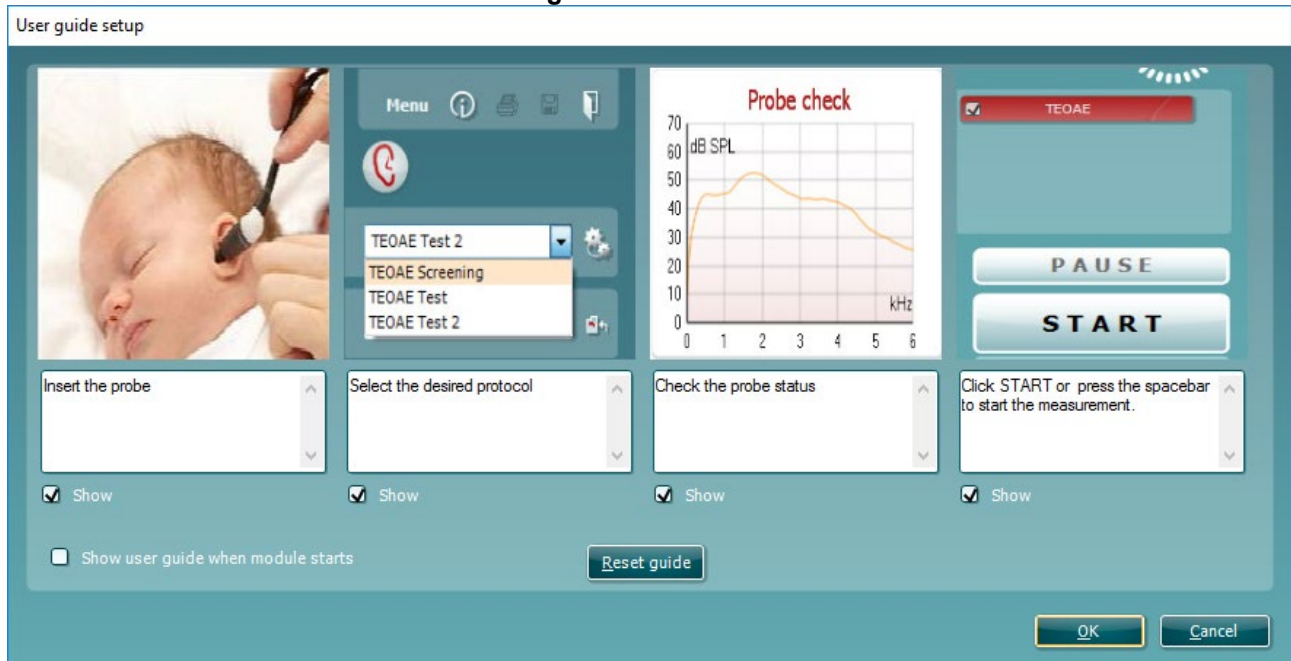 User guide setup
Menu
TEOAE Test 2
TEOAE Screening
TEOAE Test
TEOAE Test 2
Probe check
70
60
50
40
30
20
10
0
dB SPL
kHz
0 1 2 3 4 5 6
TEOAE
PAUSE
START
Insert the probe
Select the desired protocol
Check the probe status
Click START or press the spacebar
to start the measurement.
Show
Show
Show
Show
Show user guide when module starts
Reset guide
OK
Cancel